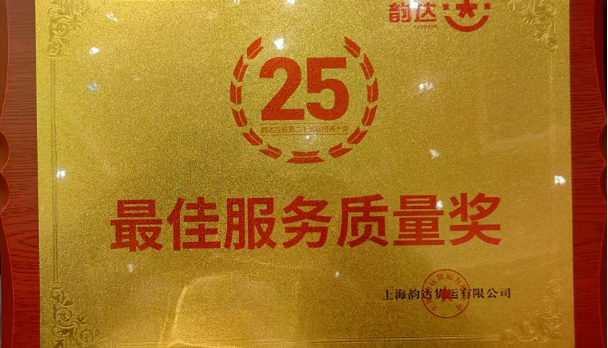 韵达
25
最佳服务质量奖
上海韵达货运有限公司